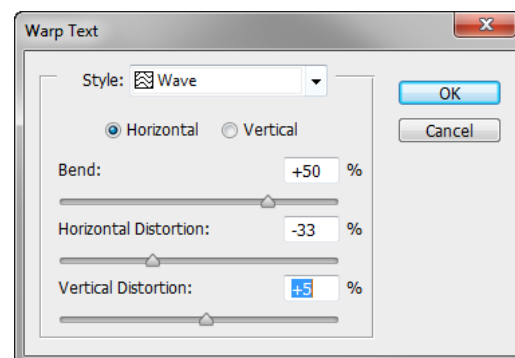 Warp Text
Style: Wave
OK
Horizontal Vertical
Cancel
Bend: +50 %
Horizontal Distortion: -33 %
Vertical Distortion: +5 %